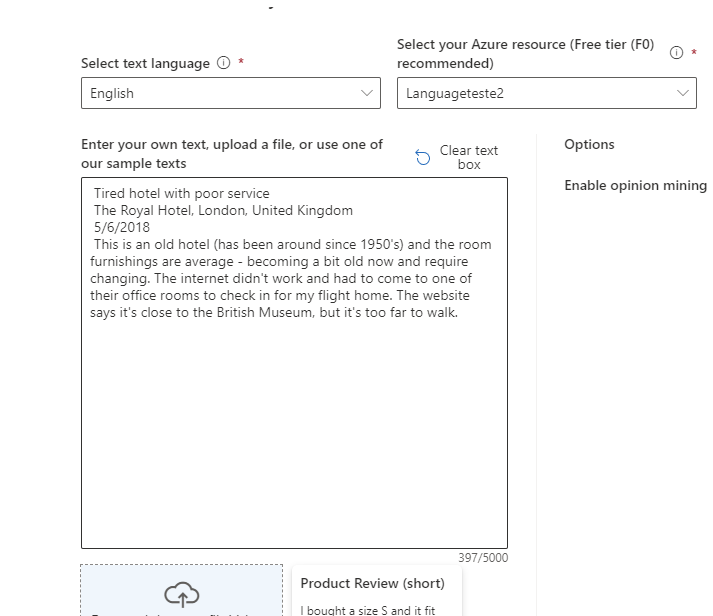 Select text language *
Select your Azure resource (Free tier (F0)
recommended) *
English
Languageteste2
Enter your own text, upload a file, or use one of
our sample texts
Clear text
box
Options
Enable opinion mining
Tired hotel with poor service
The Royal Hotel, London, United Kingdom
5/6/2018
This is an old hotel (has been around since 1950's) and the room
furnishings are average - becoming a bit old now and require
changing. The internet didn't work and had to come to one of
their office rooms to check in for my flight home. The website
says it's close to the British Museum, but it's too far to walk.
397/5000
Product Review (short)
I bought a size S and it fit